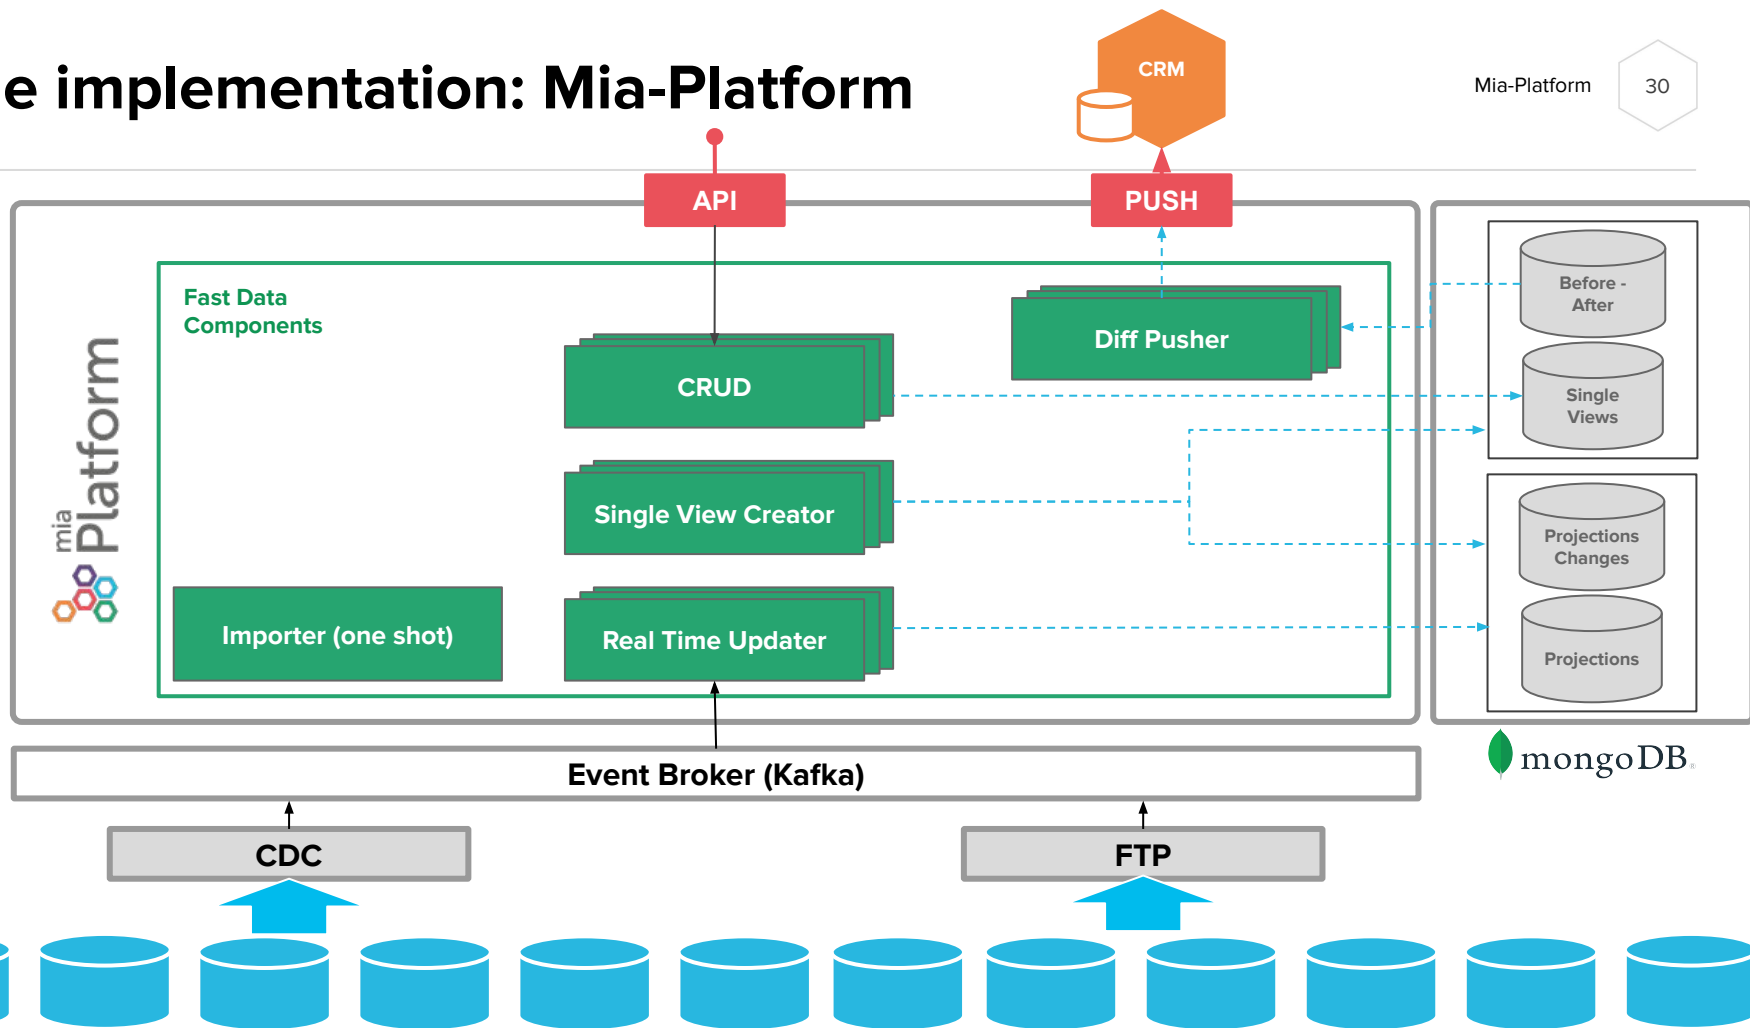 e implementation: Mia-Platform
CRM
Mia-Platform
30
API
PUSH
Fast Data
Components
Diff Pusher
Before -
After
CRUD
Single
Views
mia
Platform
Single View Creator
Projections
Changes
Importer (one shot)
Real Time Updater
Projections
mongoDB
Event Broker (Kafka)
CDC
FTP